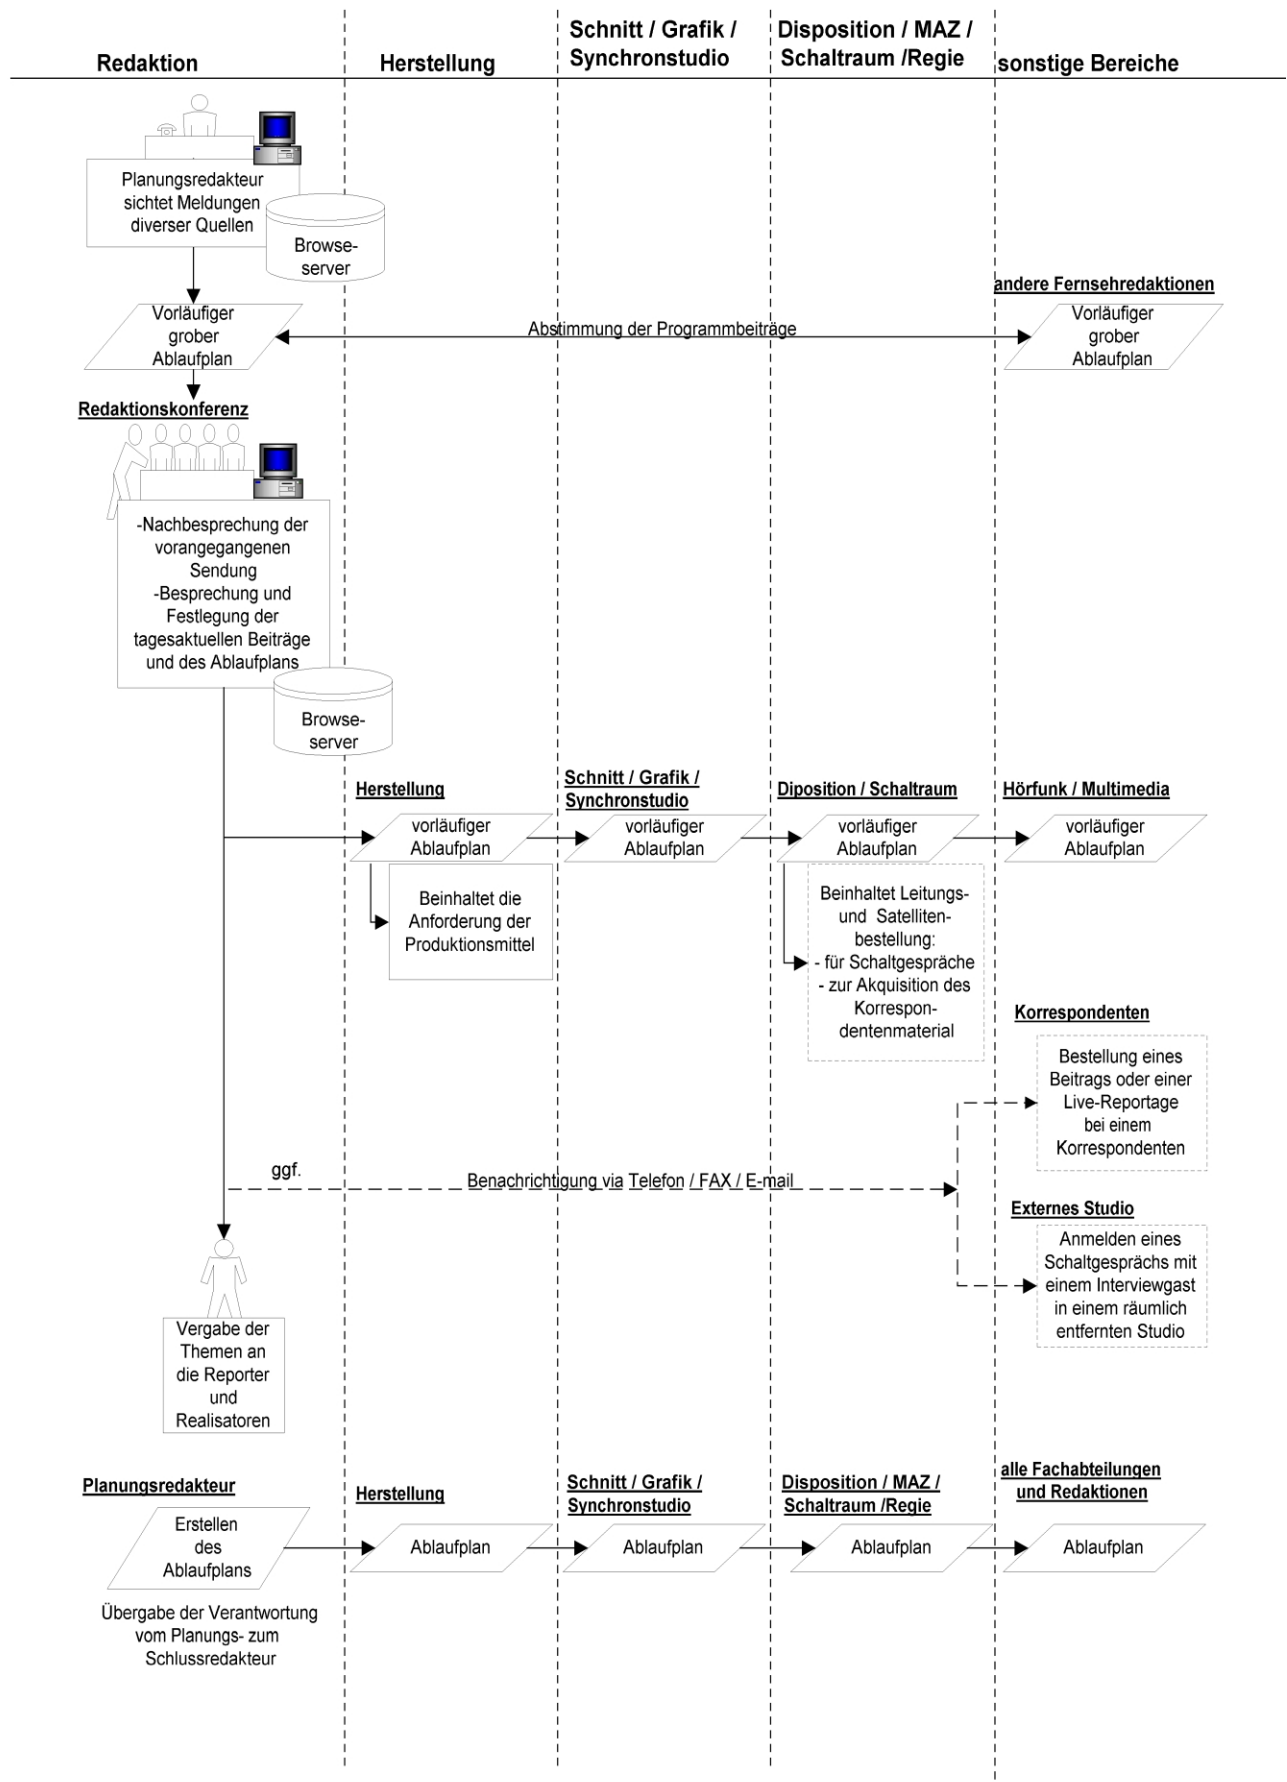 Redaktion
Herstellung
Schnitt / Grafik /
Synchronstudio
Disposition / MAZ /
Schaltraum /Regie
sonstige Bereiche
Planungsredakteur
sichtet Meldungen
diverser Quellen
Browse-
server
Vorläufiger
grober
Ablaufplan
Abstimmung der Programmbeiträge
andere Fernsehredaktionen
Vorläufiger
grober
Ablaufplan
Redaktionskonferenz
-Nachbesprechung der
vorangegangenen
Sendung
-Besprechung und
Festlegung der
tagesaktuellen Beiträge
und des Ablaufplans
Browse-
server
Herstellung
vorläufiger
Ablaufplan
Beinhaltet die
Anforderung der
Produktionsmittel
Schnitt / Grafik /
Synchronstudio
vorläufiger
Ablaufplan
Diposition / Schaltraum
vorläufiger
Ablaufplan
Beinhaltet Leitungs-
und Satelliten-
bestellung:
- für Schaltgespräche
- zur Akquisition des
Korrespon-
dentenmaterial
Hörfunk / Multimedia
vorläufiger
Ablaufplan
Korrespondenten
Bestellung eines
Beitrags oder einer
Live-Reportage
bei einem
Korrespondenten
ggf.
Benachrichtigung via Telefon / FAX / E-mail
Externes Studio
Anmelden eines
Schaltgesprächs mit
einem Interviewgast
in einem räumlich
entfernten Studio
Vergabe der
Themen an
die Reporter
und
Realisatoren
Planungsredakteur
Erstellen
des
Ablaufplans
Übergabe der Verantwortung
vom Planungs- zum
Schlussredakteur
Herstellung
Ablaufplan
Schnitt / Grafik /
Synchronstudio
Ablaufplan
Disposition / MAZ /
Schaltraum /Regie
Ablaufplan
alle Fachabteilungen
und Redaktionen
Ablaufplan